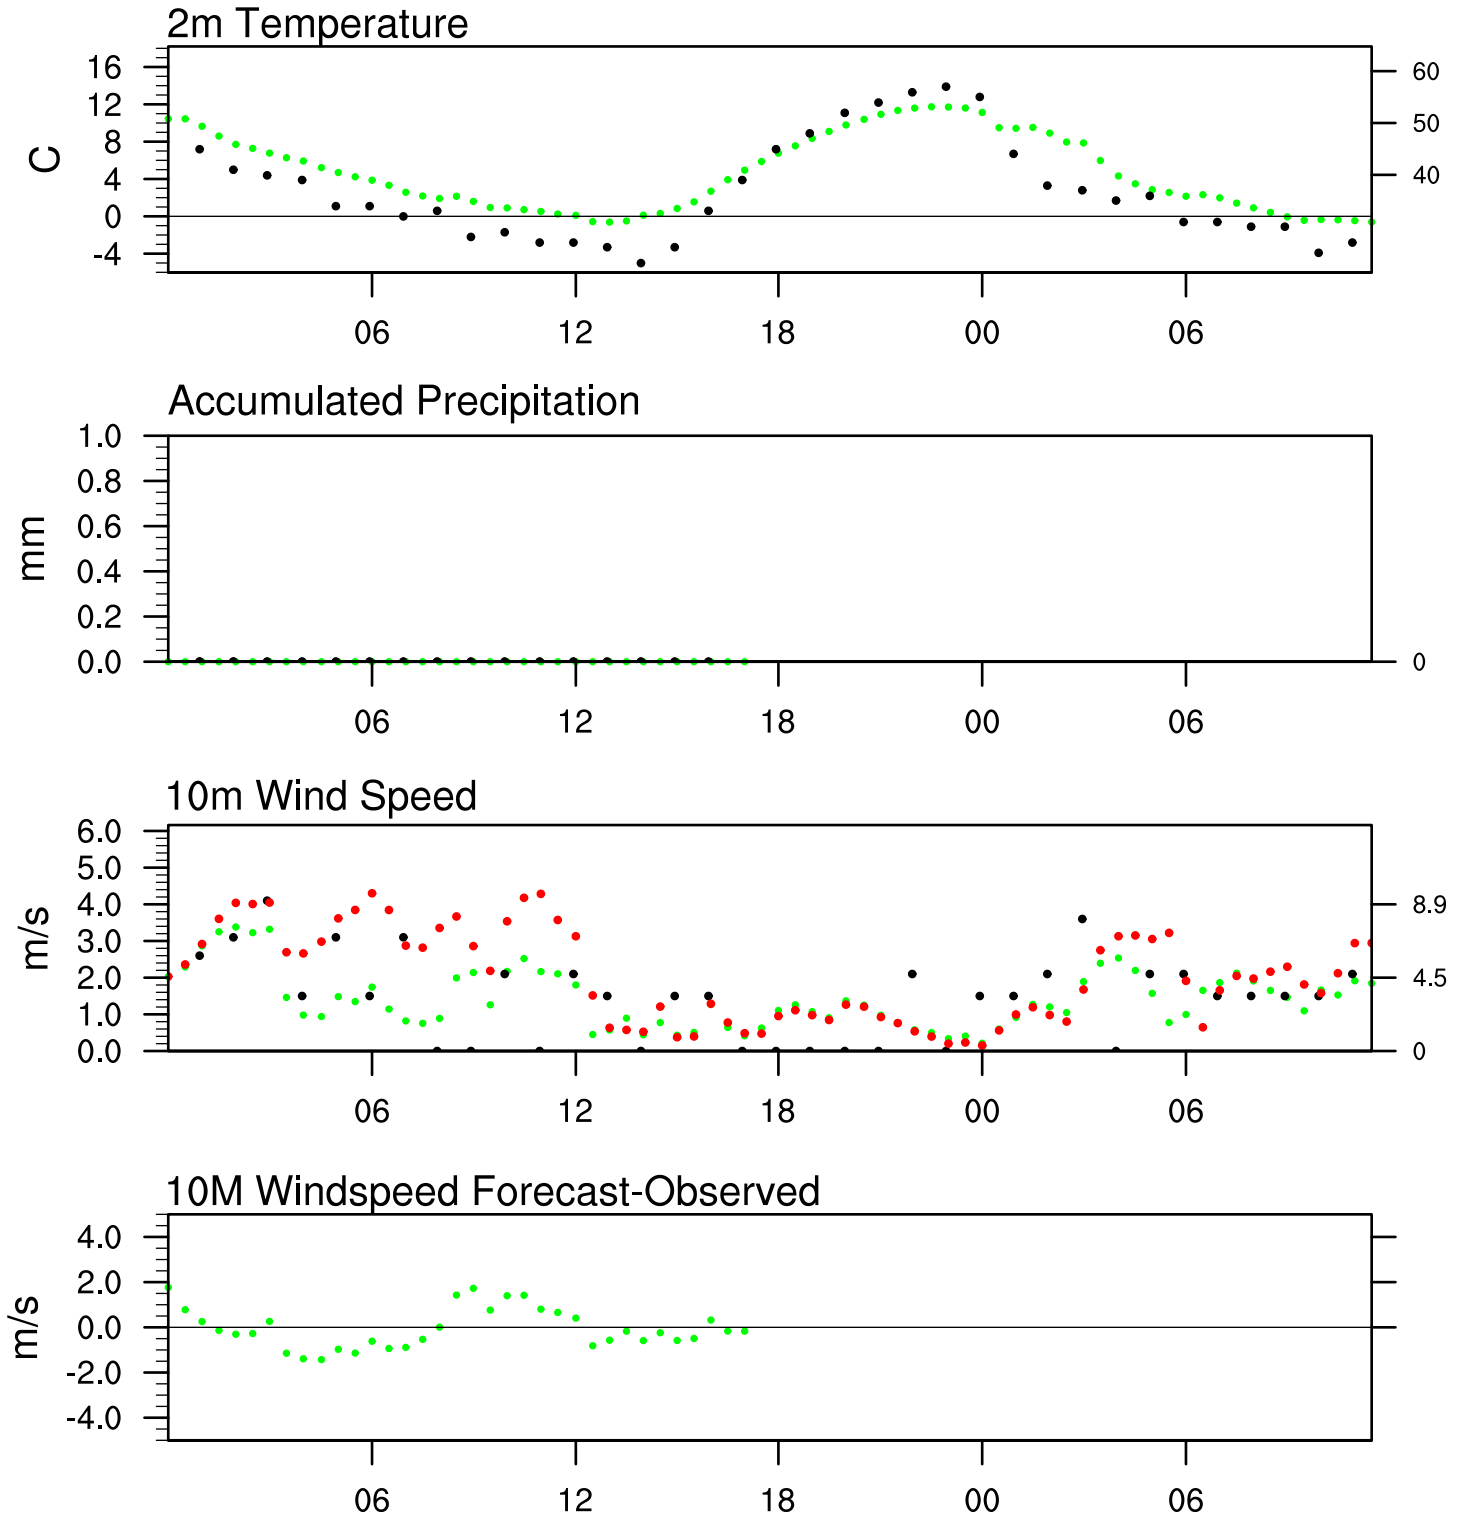 2m Temperature
16
12
8
4
0
-4
C
60
50
40
06 12 18 00 06
Accumulated Precipitation
1.0
0.8
0.6
0.4
0.2
0.0
mm
0
06 12 18 00 06
10m Wind Speed
6.0
5.0
4.0
3.0
2.0
1.0
0.0
m/s
8.9
4.5
0
06 12 18 00 06
10M Windspeed Forecast-Observed
4.0
2.0
0.0
-2.0
-4.0
m/s
06 12 18 00 06